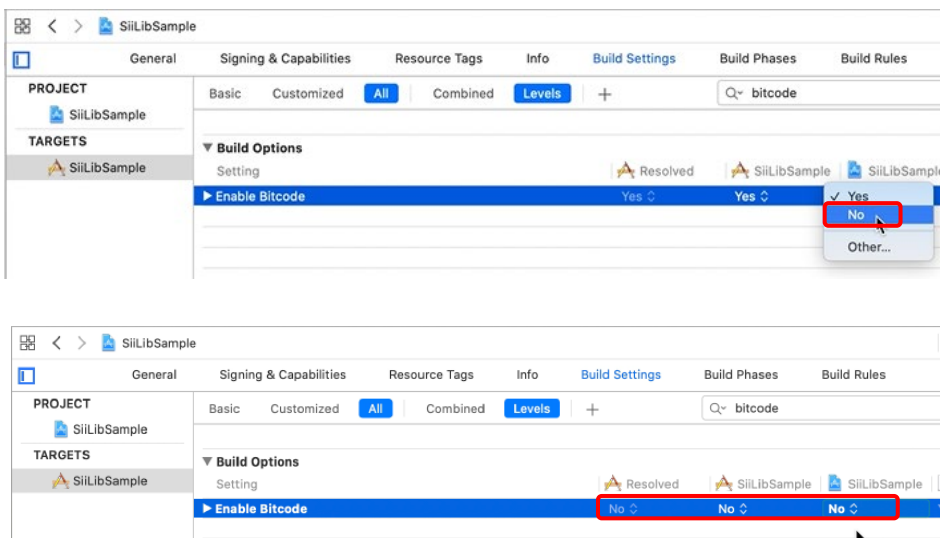 SiiLibSample
General Signing & Capabilities Resource Tags Info Build Settings Build Phases Build Rules
PROJECT
Basic Customized All Combined Levels + bitcode
SiiLibSample
TARGETS
Build Options
SiiLibSample
Setting Resolved SiiLibSample SiiLibSample
Enable Bitcode Yes Yes ✓ Yes
No
Other...
SiiLibSample
General Signing & Capabilities Resource Tags Info Build Settings Build Phases Build Rules
PROJECT
Basic Customized All Combined Levels + bitcode
SiiLibSample
TARGETS
Build Options
SiiLibSample
Setting Resolved SiiLibSample SiiLibSample
Enable Bitcode No No No